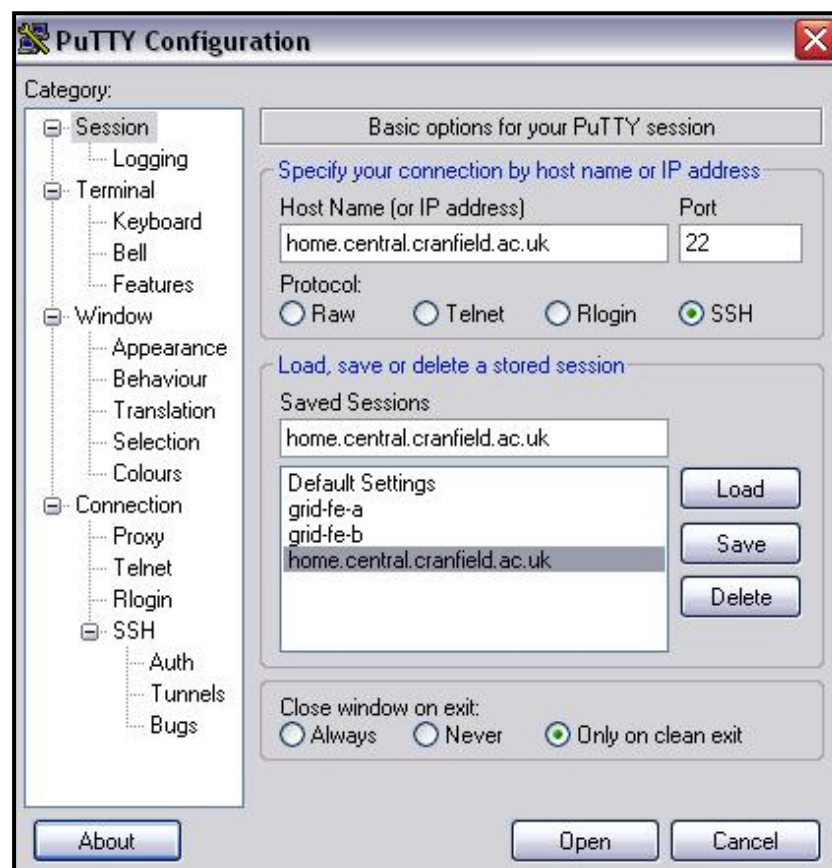 PuTTY Configuration
Category:
Session
Logging
Terminal
Keyboard
Bell
Features
Window
Appearance
Behaviour
Translation
Selection
Colours
Connection
Proxy
Telnet
Rlogin
SSH
Auth
Tunnels
Bugs
Basic options for your PuTTY session
Specify your connection by host name or IP address
Host Name (or IP address) Port
home.central.cranfield.ac.uk 22
Protocol:
Raw Telnet Rlogin SSH
Load, save or delete a stored session
Saved Sessions
home.central.cranfield.ac.uk
Default Settings
grid-fe-a
grid-fe-b
home.central.cranfield.ac.uk
Load
Save
Delete
Close window on exit:
Always Never Only on clean exit
About Open Cancel